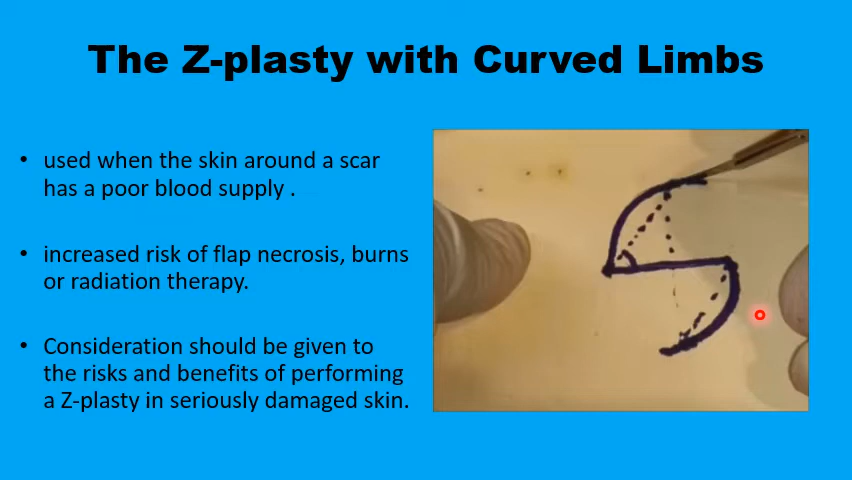 The Z-plasty with Curved Limbs
• used when the skin around a scar
has a poor blood supply .
• increased risk of flap necrosis, burns
or radiation therapy.
• Consideration should be given to
the risks and benefits of performing
a Z-plasty in seriously damaged skin.